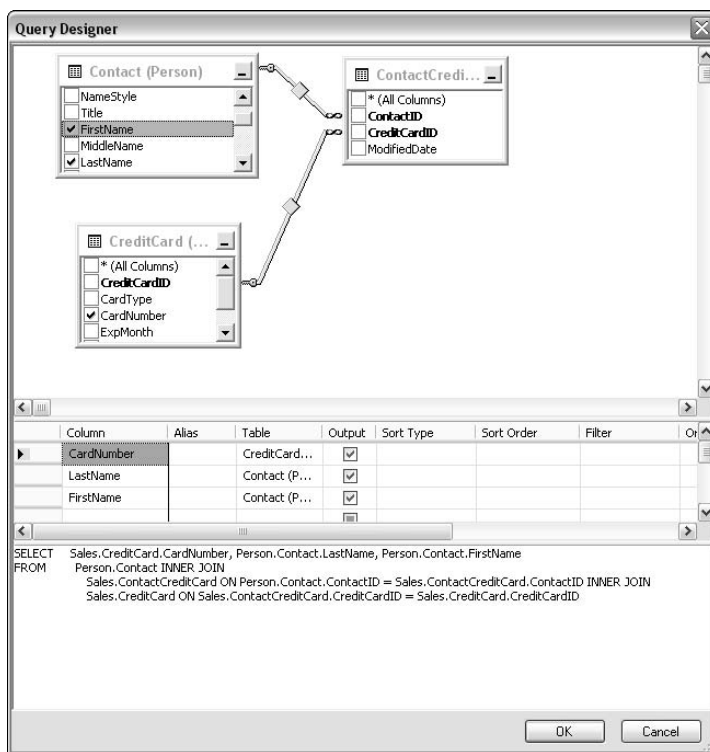 Query Designer
Contact (Person)
NameStyle
Title
FirstName
MiddleName
LastName
ContactCredi...
* (All Columns)
ContactID
CreditCardID
ModifiedDate
CreditCard (...
* (All Columns)
CreditCardID
CardType
CardNumber
ExpMonth
Column Alias Table Output Sort Type Sort Order Filter Or
CardNumber CreditCard...
LastName Contact (P...
FirstName Contact (P...
SELECT Sales.CreditCard.CardNumber, Person.Contact.LastName, Person.Contact.FirstName
FROM Person.Contact INNER JOIN
Sales.ContactCreditCard ON Person.Contact.ContactID = Sales.ContactCreditCard.ContactID INNER JOIN
Sales.CreditCard ON Sales.ContactCreditCard.CreditCardID = Sales.CreditCard.CreditCardID
OK Cancel